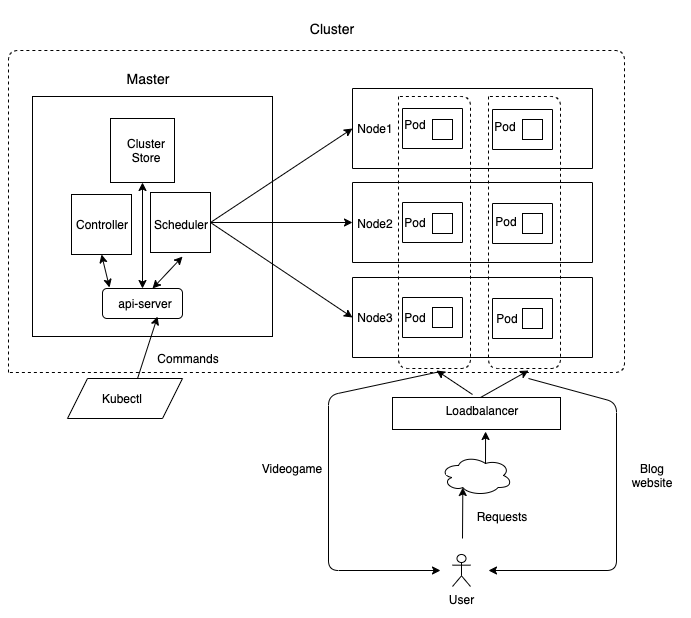 Cluster
Master
Cluster
Store
Controller
Scheduler
api-server
Commands
Kubectl
Node1
Pod
Pod
Node2
Pod
Pod
Node3
Pod
Pod
Loadbalancer
Videogame
Blog
website
Requests
User